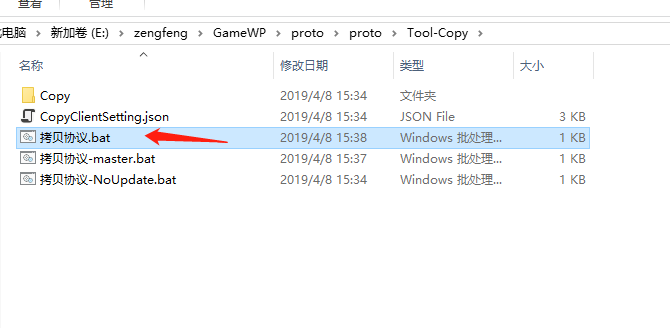 查看 管理
电脑 > 新加卷 (E:) > zengfeng > GameWP > proto > proto > Tool-Copy >
名称 修改日期 类型 大小
Copy 2019/4/8 15:34 文件夹
CopyClientSetting.json 2019/4/8 15:34 JSON File 3 KB
拷贝协议.bat 2019/4/8 15:38 Windows 批处理... 1 KB
拷贝协议-master.bat 2019/4/8 15:37 Windows 批处理... 1 KB
拷贝协议-NoUpdate.bat 2019/4/8 15:34 Windows 批处理... 1 KB